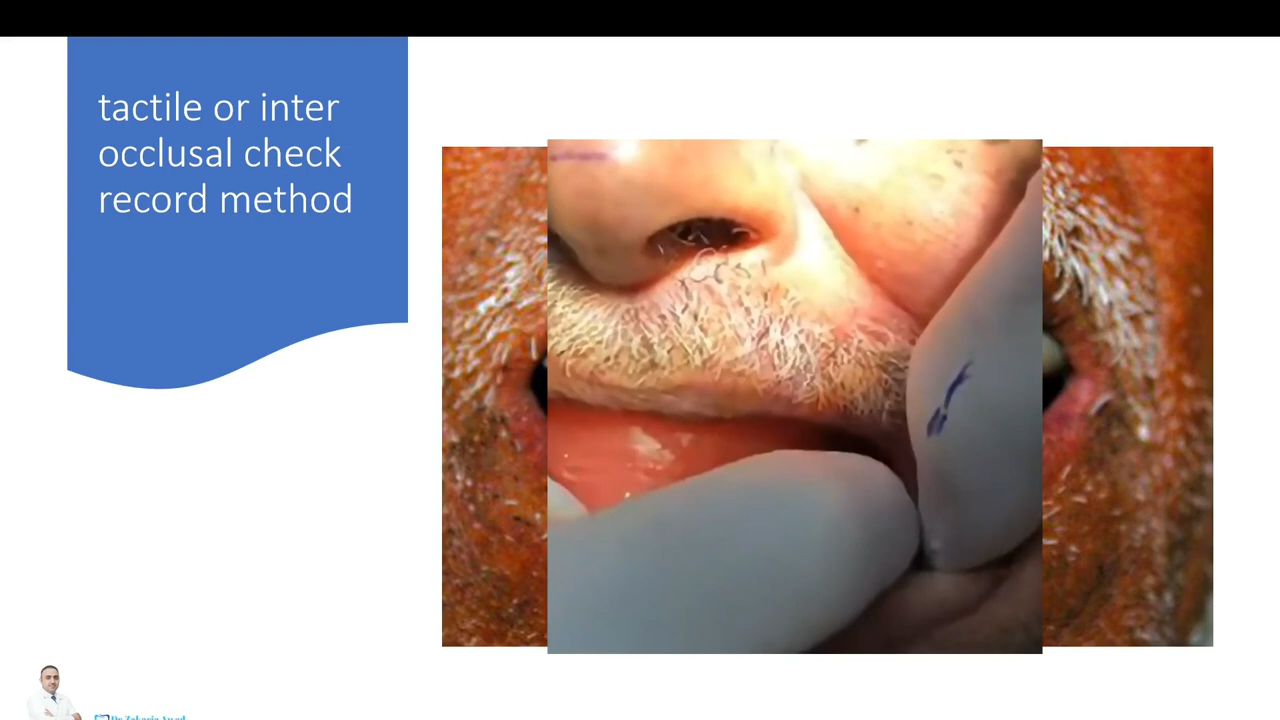 tactile or inter
occlusal check
record method